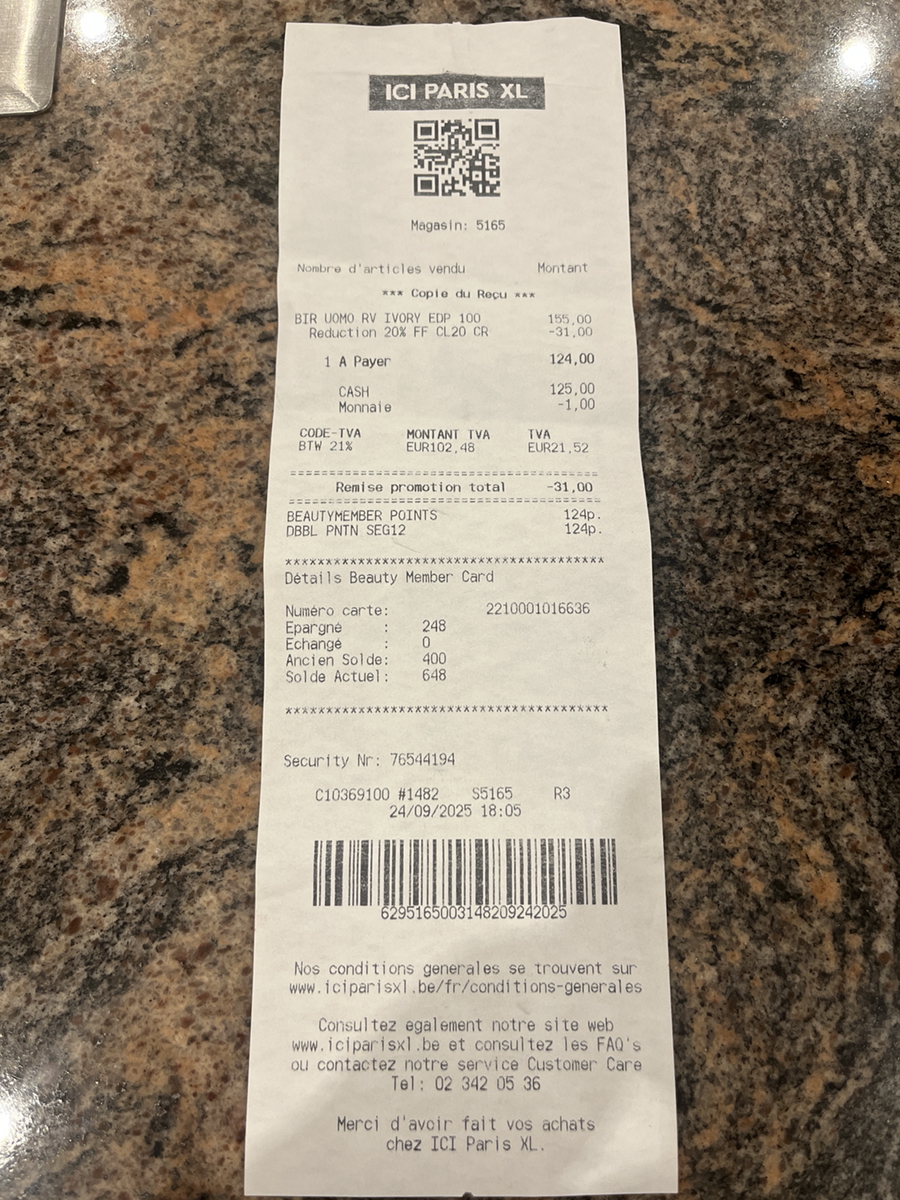 ICI PARIS XL
Magasin: 5165
Nombre d'articles vendu Montant
*** Copie du Reçu ***
BIR UOMO RV IVORY EDP 100 155,00
Reduction 20% FF CL20 CR -31,00
1 A Payer 124,00
CASH 125,00
Monnaie -1,00
CODE-TVA MONTANT TVA TVA
BTW 21% EUR102,48 EUR21,52
======================================
Remise promotion total -31,00
======================================
BEAUTYMEMBER POINTS 124p.
DBBL PNTN SEG12 124p.
***************************************
Détails Beauty Member Card
Numéro carte: 2210001016636
Epargné : 248
Echangé : 0
Ancien Solde: 400
Solde Actuel: 648
***************************************
Security Nr: 76544194
C10369100 #1482 S5165 R3
24/09/2025 18:05
6295165003148209242025
Nos conditions generales se trouvent sur
www.iciparisxl.be/fr/conditions-generales
Consultez egalement notre site web
www.iciparisxl.be et consultez les FAQ's
ou contactez notre service Customer Care
Tel: 02 342 05 36
Merci d'avoir fait vos achats
chez ICI Paris XL.